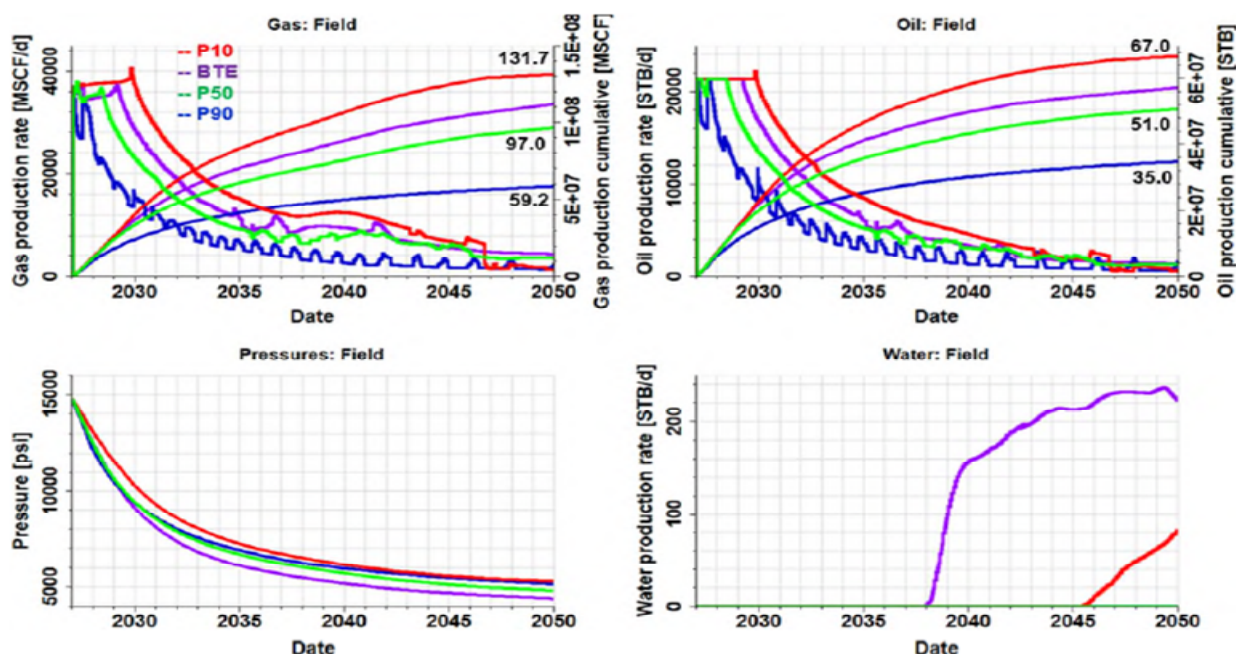 Gas: Field
Gas production rate [MSCF/d]
40000
20000
0
P10
BTE
P50
P90
131.7
97.0
59.2
1.5E+08
1E+08
5E+07
0
Gas production cumulative [MSCF]
2030 2035 2040 2045 2050
Date
Oil: Field
Oil production rate [STB/d]
20000
10000
0
67.0
51.0
35.0
6E+07
4E+07
2E+07
0
Oil production cumulative [STB]
2030 2035 2040 2045 2050
Date
Pressures: Field
Pressure [psi]
15000
10000
5000
2030 2035 2040 2045 2050
Date
Water: Field
Water production rate [STB/d]
200
100
0
2030 2035 2040 2045 2050
Date